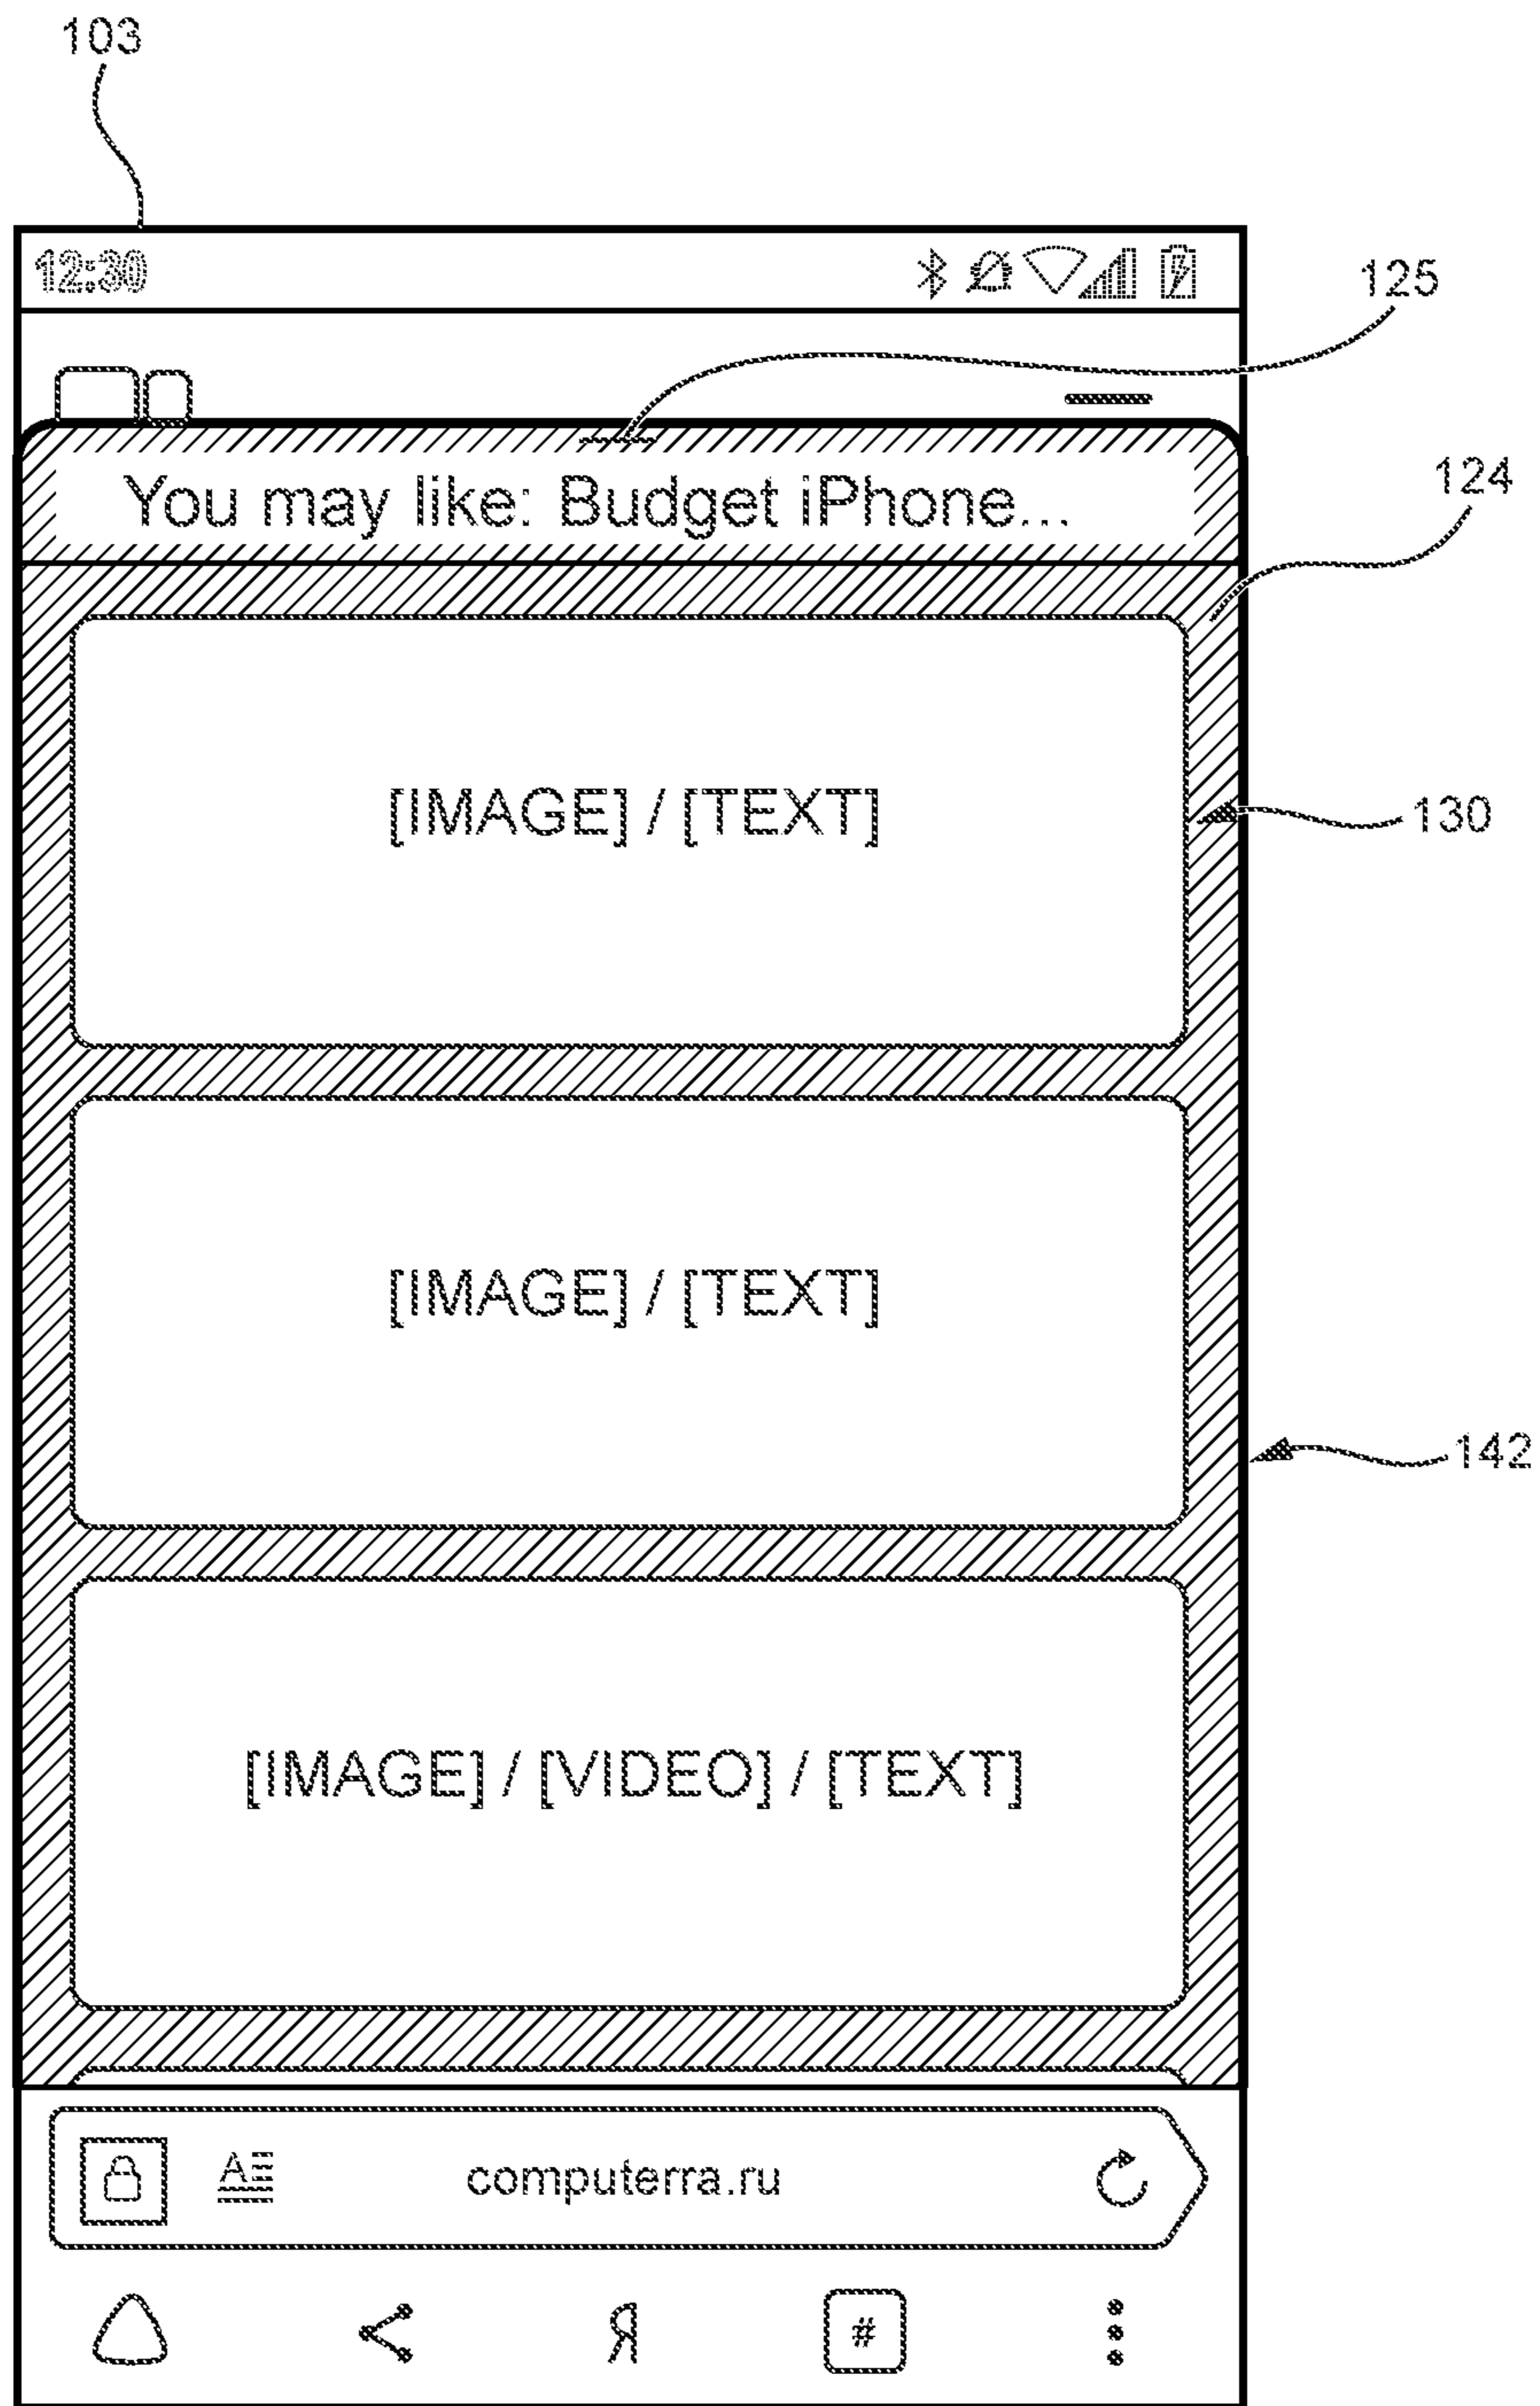 103
12:30
125
You may like: Budget iPhone...
124
[IMAGE] / [TEXT]
130
[IMAGE] / [TEXT]
142
[IMAGE] / [VIDEO] / [TEXT]
A computerra.ru
Я #